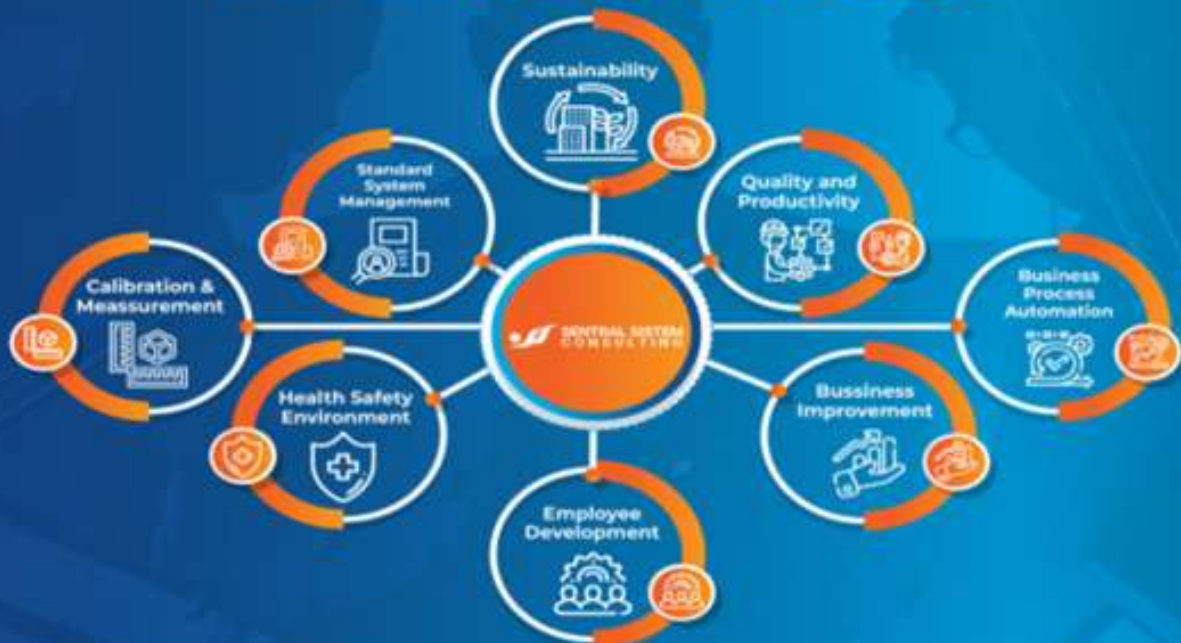 Sustainability
Standard
System
Management
Quality and
Productivity
Calibration &
Meassurement
Business
Process
Automation
SENTRAL SISTEM
CONSULTING
Health Safety
Environment
Bussiness
Improvement
Employee
Development